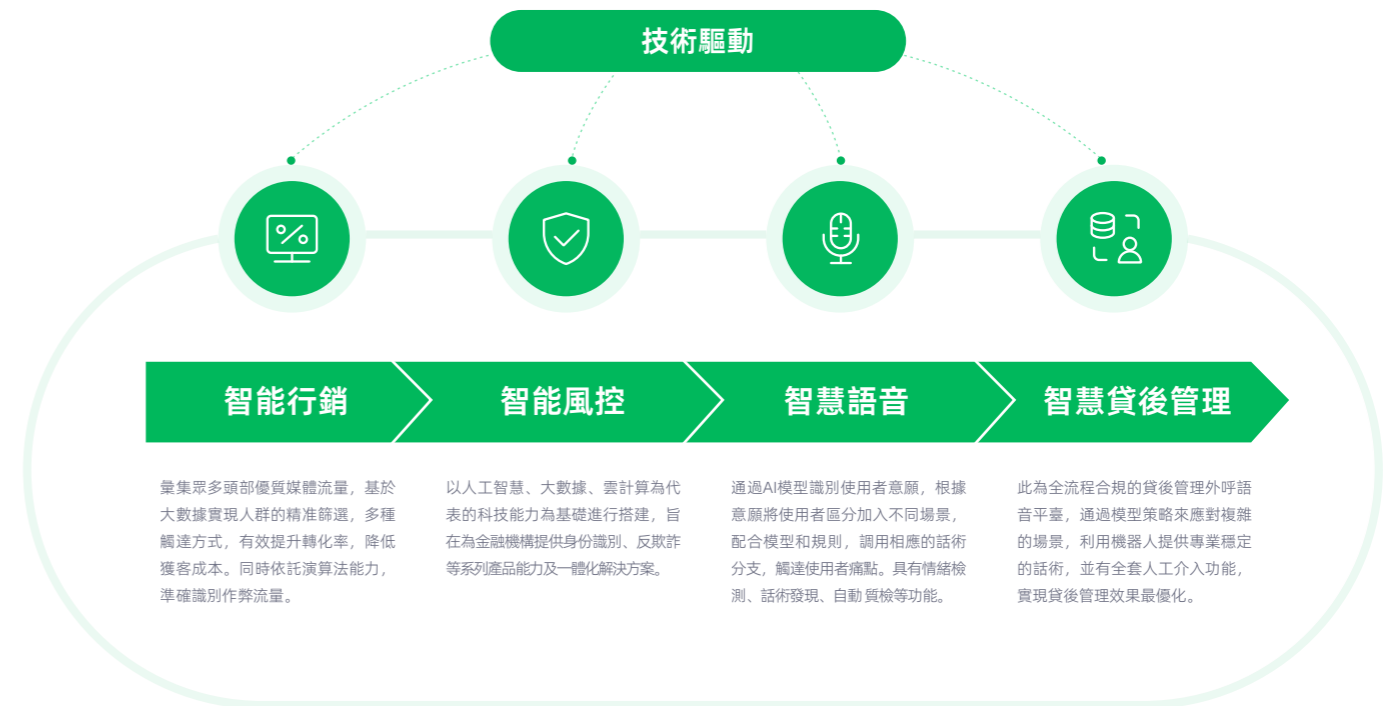 技術驅動
智能行銷
智能風控
智慧語音
智慧貸後管理
彙集眾多頭部優質媒體流量，基於
大數據實現人群的精准篩選，多種
觸達方式，有效提升轉化率，降低
獲客成本。同時依託演算法能力，
準確識別作弊流量。
以人工智慧、大數據、雲計算為代
表的科技能力為基礎進行搭建，旨
在為金融機構提供身份識別、反欺詐
等系列產品能力及一體化解決方案。
通過AI模型識別使用者意願，根據
意願將使用者區分加入不同場景，
配合模型和規則，調用相應的話術
分支，觸達使用者痛點。具有情緒檢
測、話術發現、自動 質檢等功能。
此為全流程合規的貸後管理外呼語
音平臺，通過模型策略來應對複雜
的場景，利用機器人提供專業穩定
的話術，並有全套人工介入功能，
實現貸後管理效果最優化。